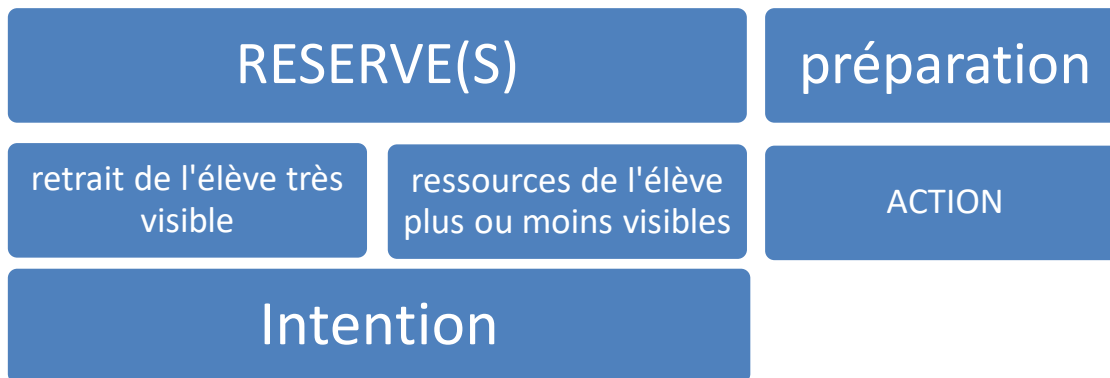 RESERVE(S)
préparation
retrait de l'élève très
visible
ressources de l'élève
plus ou moins visibles
ACTION
Intention